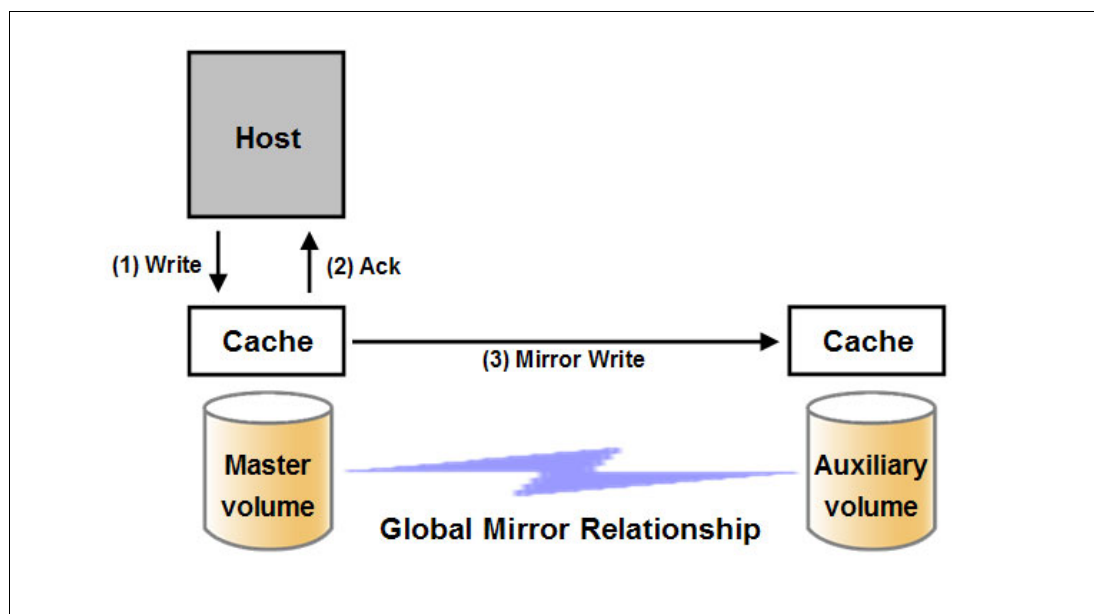 Host
(1) Write
(2) Ack
Cache
Cache
(3) Mirror Write
Master
volume
Auxiliary
volume
Global Mirror Relationship